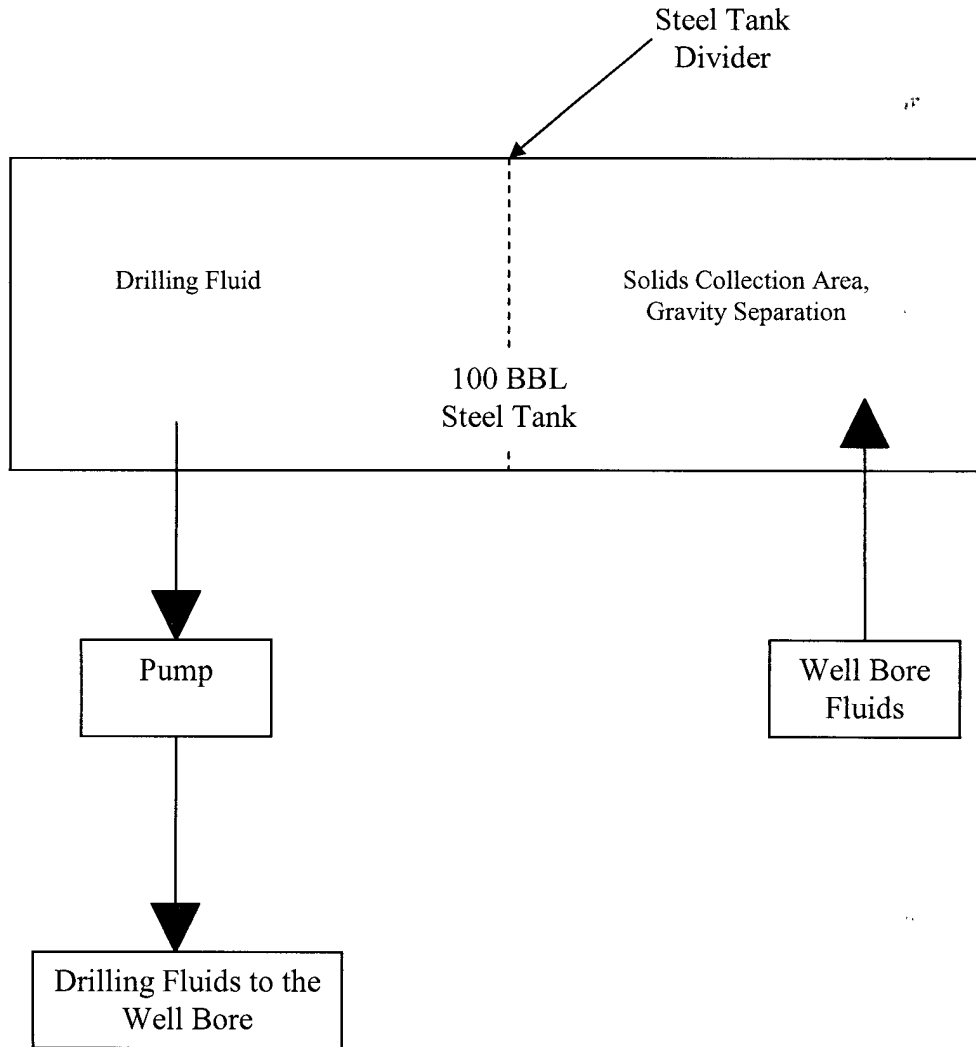 Steel Tank
Divider
Drilling Fluid
Solids Collection Area,
Gravity Separation
100 BBL
Steel Tank
Pump
Well Bore
Fluids
Drilling Fluids to the
Well Bore